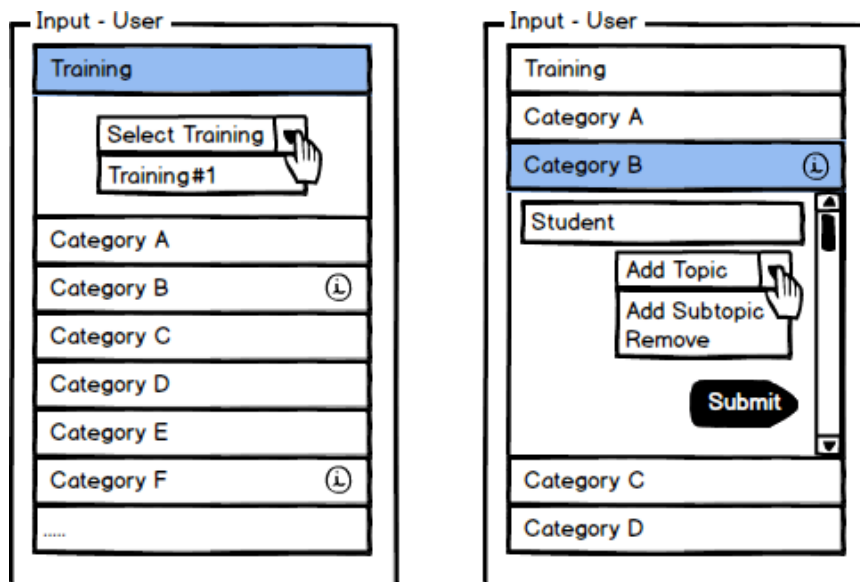 Input - User
Training
Select Training
Training#1
Category A
Category B i
Category C
Category D
Category E
Category F i
.....
Input - User
Training
Category A
Category B i
Student
Add Topic
Add Subtopic
Remove
Submit
Category C
Category D